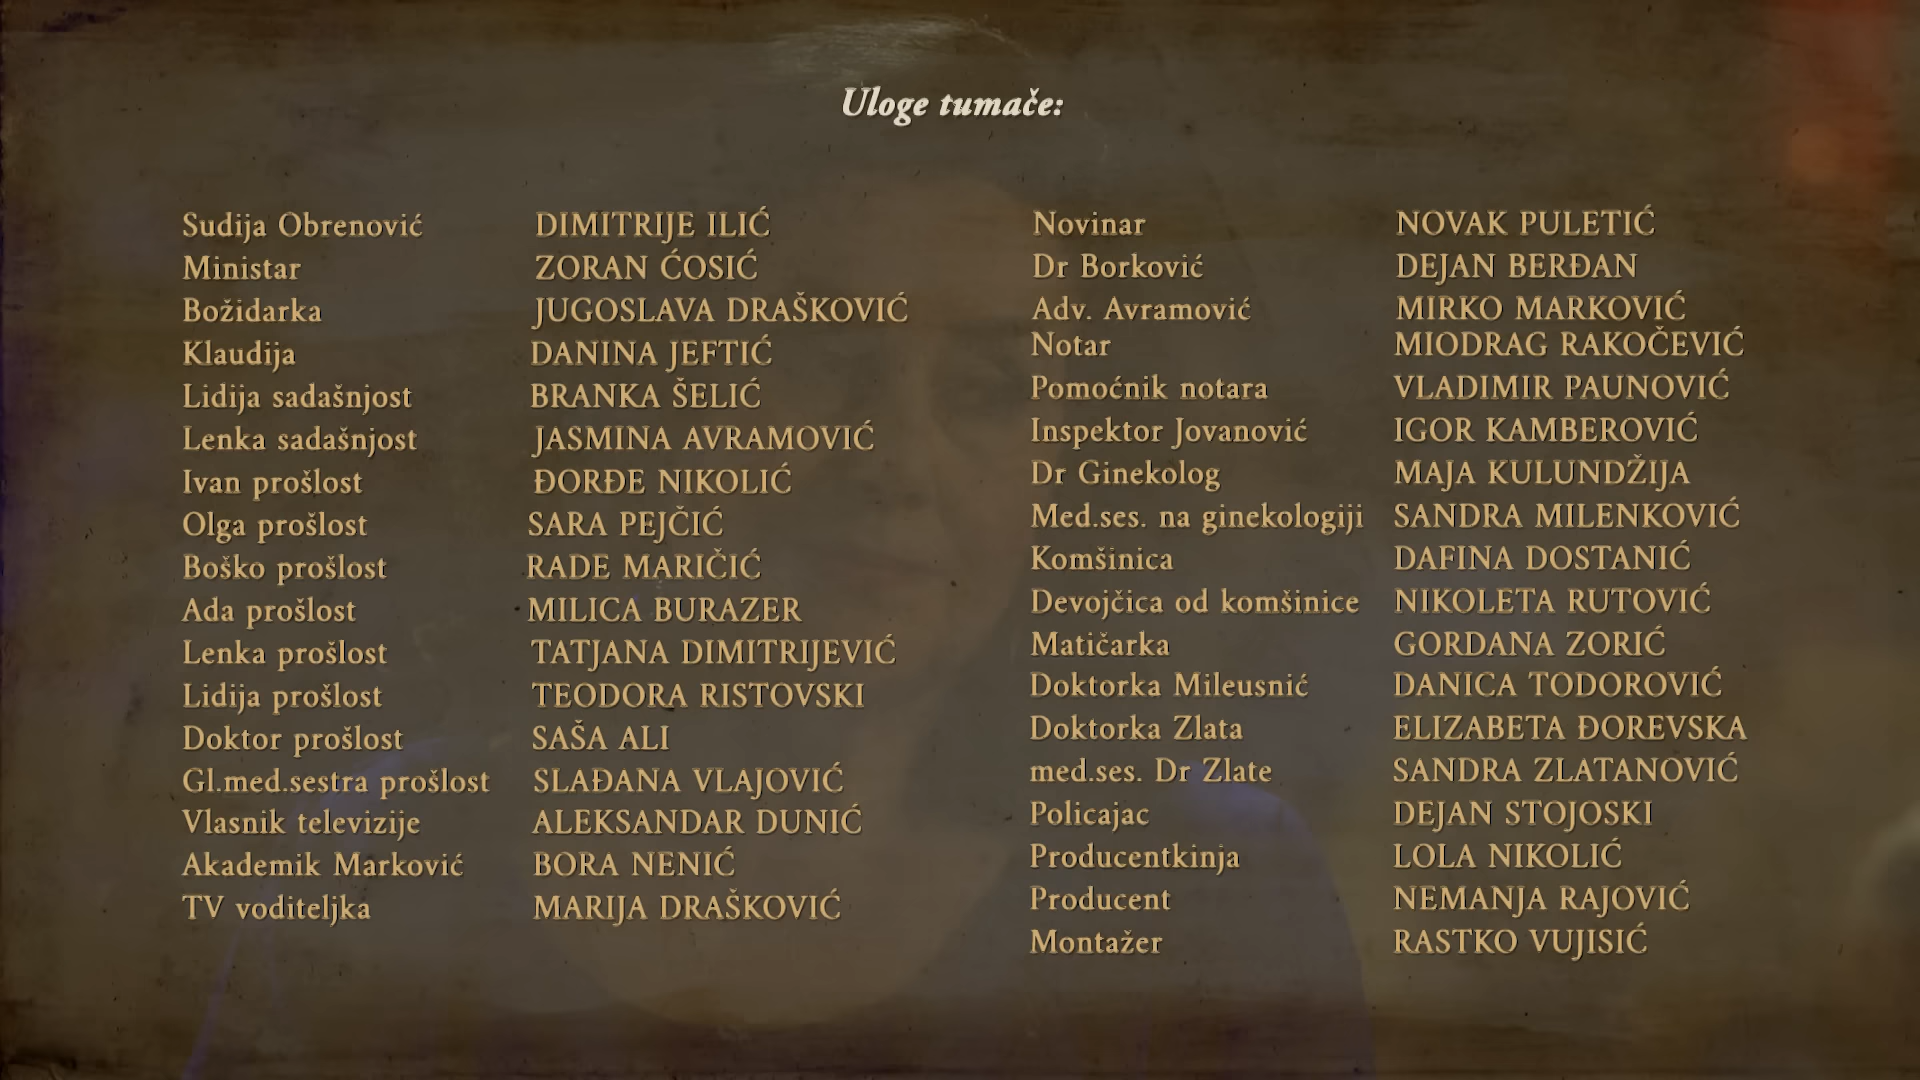 Uloge tumače:
Sudija Obrenović DIMITRIJE ILIĆ
Ministar ZORAN ĆOSIĆ
Božidarka JUGOSLAVA DRAŠKOVIĆ
Klaudija DANINA JEFTIĆ
Lidija sadašnjost BRANKA ŠELIĆ
Lenka sadašnjost JASMINA AVRAMOVIĆ
Ivan prošlost ĐORĐE NIKOLIĆ
Olga prošlost SARA PEJČIĆ
Boško prošlost RADE MARIČIĆ
Ada prošlost MILICA BURAZER
Lenka prošlost TATJANA DIMITRIJEVIĆ
Lidija prošlost TEODORA RISTOVSKI
Doktor prošlost SAŠA ALI
Gl.med.sestra prošlost SLAĐANA VLAJOVIĆ
Vlasnik televizije ALEKSANDAR DUNIĆ
Akademik Marković BORA NENIĆ
TV voditeljka MARIJA DRAŠKOVIĆ
Novinar NOVAK PULETIĆ
Dr Borković DEJAN BERĐAN
Adv. Avramović MIRKO MARKOVIĆ
Notar MIODRAG RAKOČEVIĆ
Pomoćnik notara VLADIMIR PAUNOVIĆ
Inspektor Jovanović IGOR KAMBEROVIĆ
Dr Ginekolog MAJA KULUNDŽIJA
Med.ses. na ginekologiji SANDRA MILENKOVIĆ
Komšinica DAFINA DOSTANIĆ
Devojčica od komšinice NIKOLETA RUTOVIĆ
Matičarka GORDANA ZORIĆ
Doktorka Mileusnić DANICA TODOROVIĆ
Doktorka Zlata ELIZABETA ĐOREVSKA
med.ses. Dr Zlate SANDRA ZLATANOVIĆ
Policajac DEJAN STOJOSKI
Producentkinja LOLA NIKOLIĆ
Producent NEMANJA RAJOVIĆ
Montažer RASTKO VUJISIĆ